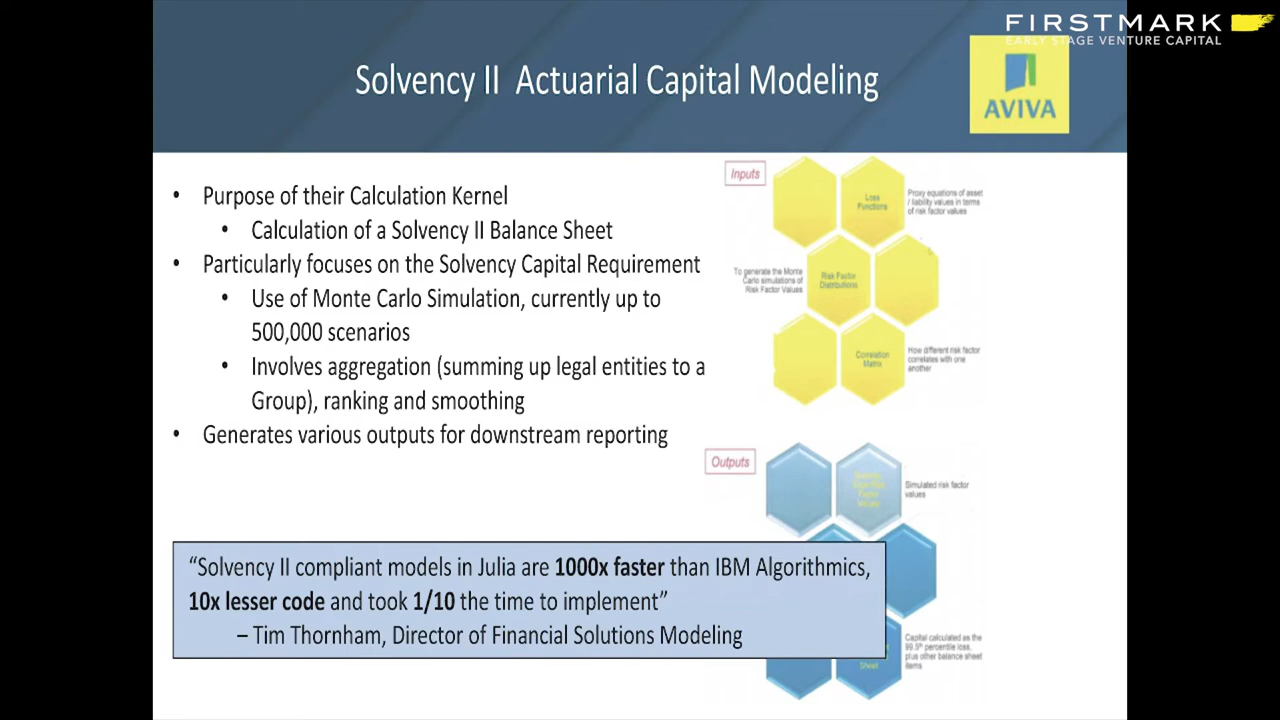 FIRSTMARK
EARLY STAGE VENTURE CAPITAL
Solvency II Actuarial Capital Modeling
AVIVA
• Purpose of their Calculation Kernel
• Calculation of a Solvency II Balance Sheet
• Particularly focuses on the Solvency Capital Requirement
• Use of Monte Carlo Simulation, currently up to
500,000 scenarios
• Involves aggregation (summing up legal entities to a
Group), ranking and smoothing
• Generates various outputs for downstream reporting
Inputs
Loss
Functions
Proxy equations of asset
/ liability values in terms
of risk factor values
To generate the Monte
Carlo simulations of
Risk Factor Values
Risk Factor
Distributions
Correlation
Matrix
How different risk factor
correlates with one
another
Outputs
Risk
Factor
Values
Simulated risk factor
values
“Solvency II compliant models in Julia are 1000x faster than IBM Algorithmics,
10x lesser code and took 1/10 the time to implement”
– Tim Thornham, Director of Financial Solutions Modeling
Sheet
Capital calculated as the
99.5th percentile loss,
plus other balance sheet
items